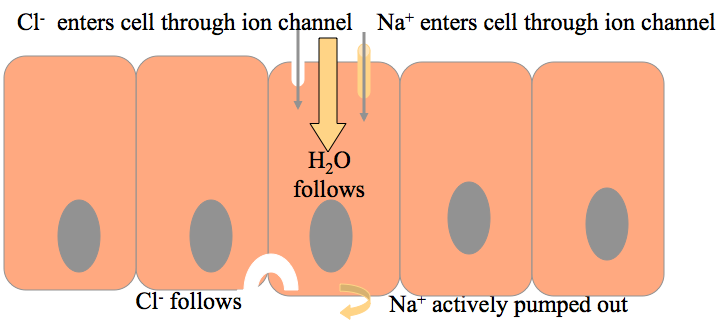 Cl⁻ enters cell through ion channel
Na⁺ enters cell through ion channel
H₂O
follows
Cl⁻ follows
Na⁺ actively pumped out